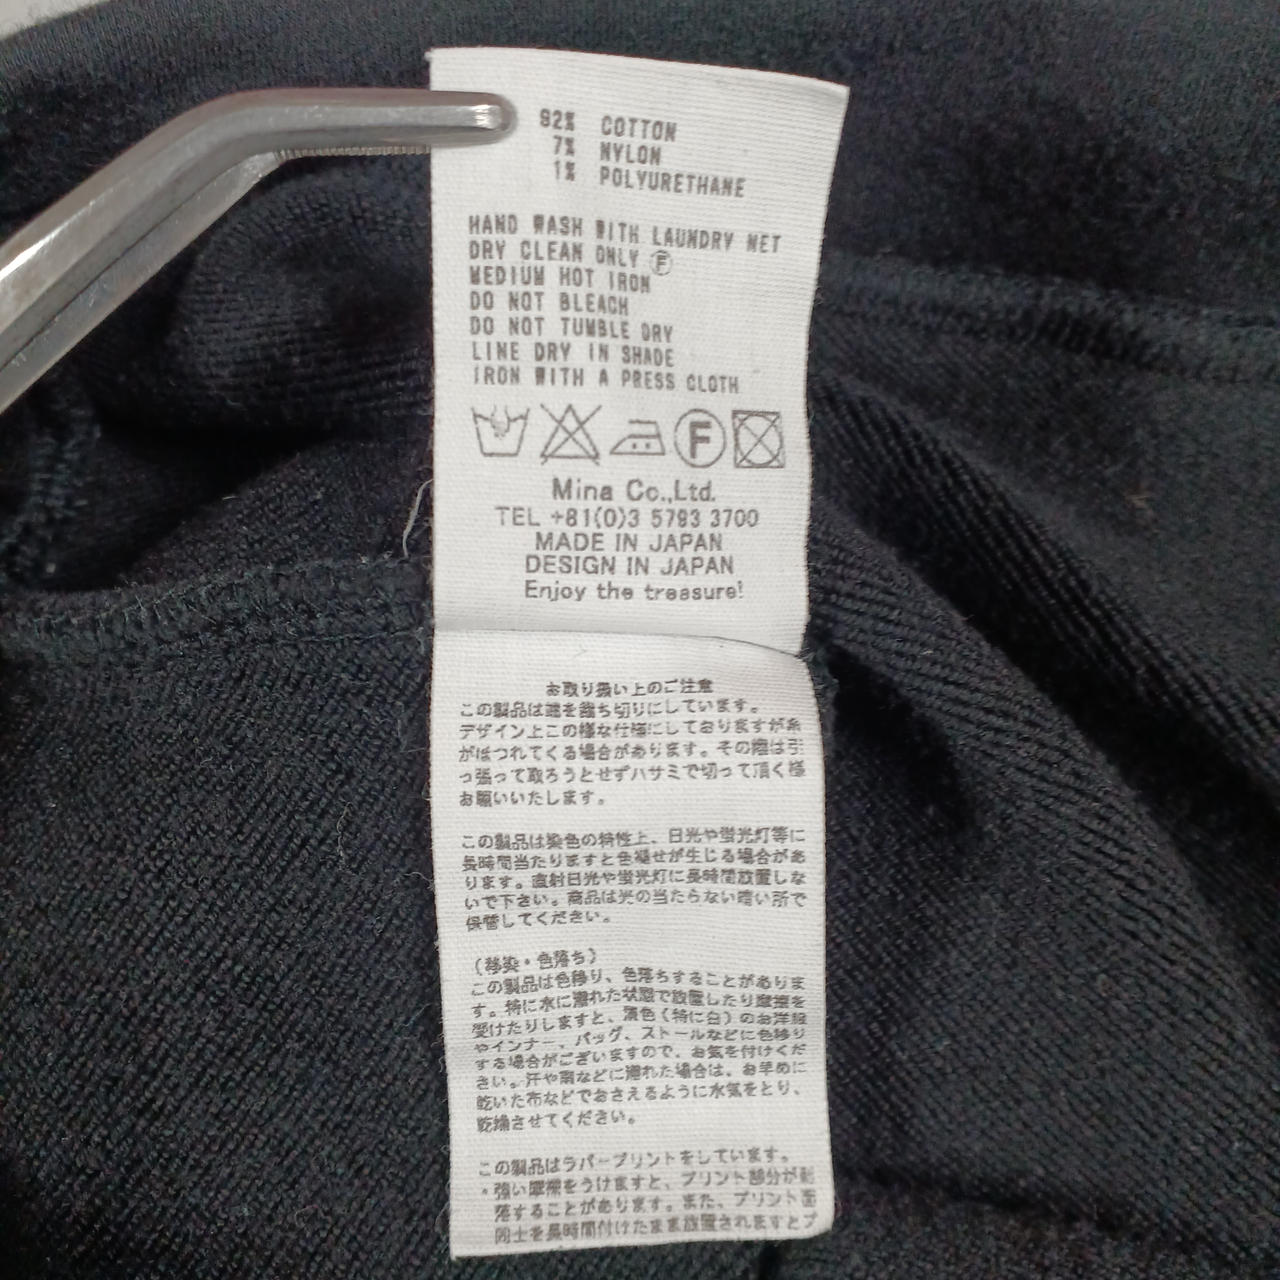 92% COTTON
7% NYLON
1% POLYURETHANE
HAND WASH WITH LAUNDRY NET
DRY CLEAN ONLY Ⓕ
MEDIUM HOT IRON
DO NOT BLEACH
DO NOT TUMBLE DRY
LINE DRY IN SHADE
IRON WITH A PRESS CLOTH
F
Mina Co.,Ltd.
TEL +81(0)3 5793 3700
MADE IN JAPAN
DESIGN IN JAPAN
Enjoy the treasure!
お取り扱い上のご注意
この製品は端を裁ち切りにしています。
デザイン上この様な仕様にしておりますが糸
がほつれてくる場合があります。その際は引
っ張って取ろうとせずハサミで切って頂く様
お願いいたします。
この製品は染色の特性上、日光や蛍光灯等に
長時間当たりますと色褪せが生じる場合があ
ります。直射日光や蛍光灯に長時間放置しな
いで下さい。商品は光の当たらない暗い所で
保管してください。
(移染・色落ち)
この製品は色移り、色落ちすることがありま
す。特に水に濡れた状態で放置したり摩擦を
受けたりしますと、淡色(特に白)のお洋服
やインナー、バッグ、ストールなどに色移り
する場合がございますので、お気を付けくだ
さい。汗や雨などに濡れた場合は、お早めに
乾いた布などでおさえるように水気をとり、
乾燥させてください。
この製品はラバープリントをしています。
・強い摩擦をうけますと、プリント部分が剥
落することがあります。また、プリント面
同士を長時間付けたまま放置されますとプ